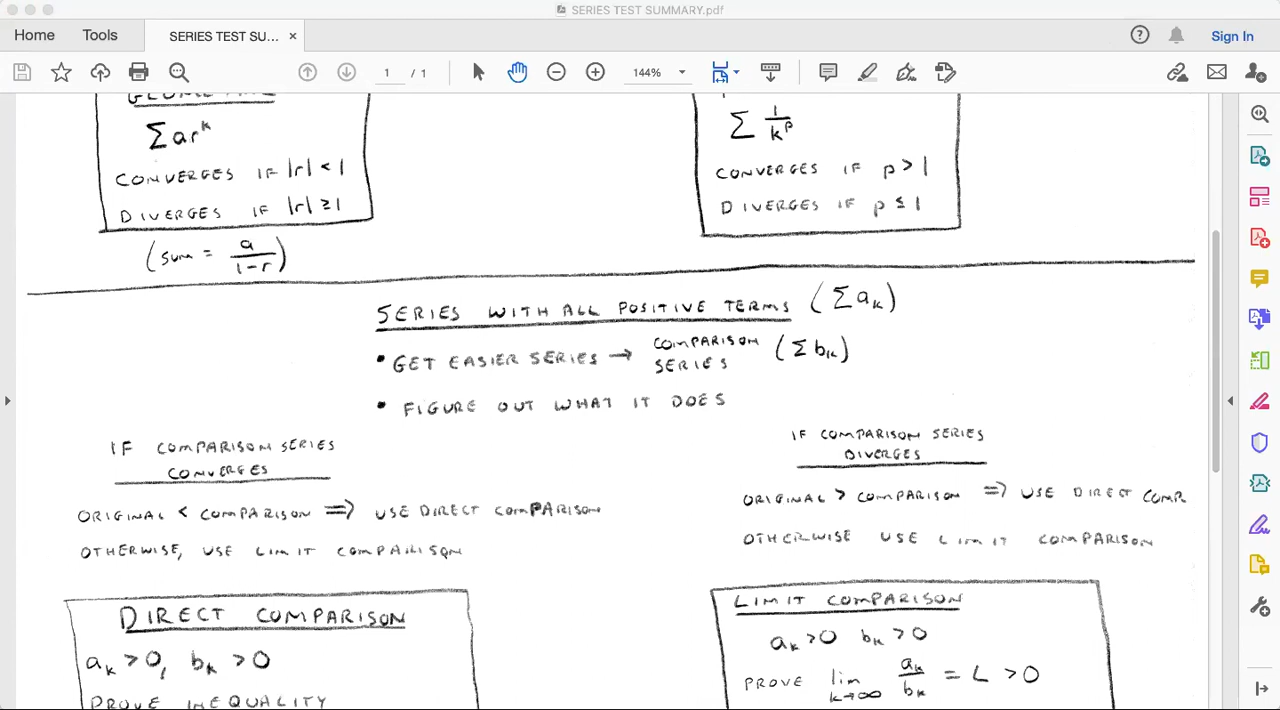 SERIES TEST SUMMARY.pdf
Home Tools SERIES TEST SU... × Sign In
1 / 1 144%
∑ ar^k
CONVERGES IF |r| < 1
DIVERGES IF |r| ≥ 1
(SUM = a/(1-r))
∑ 1/k^p
CONVERGES IF p > 1
DIVERGES IF p ≤ 1
SERIES WITH ALL POSITIVE TERMS (∑ a_k)
• GET EASIER SERIES → COMPARISON SERIES (∑ b_k)
• FIGURE OUT WHAT IT DOES
IF COMPARISON SERIES
CONVERGES
ORIGINAL < COMPARISON ⟹ USE DIRECT COMPARISON
OTHERWISE, USE LIMIT COMPARISON
IF COMPARISON SERIES
DIVERGES
ORIGINAL > COMPARISON ⟹ USE DIRECT COMP.
OTHERWISE USE LIMIT COMPARISON
DIRECT COMPARISON
a_k > 0, b_k > 0
PROVE INEQUALITY
LIMIT COMPARISON
a_k > 0 b_k > 0
PROVE lim k→∞ a_k/b_k = L > 0